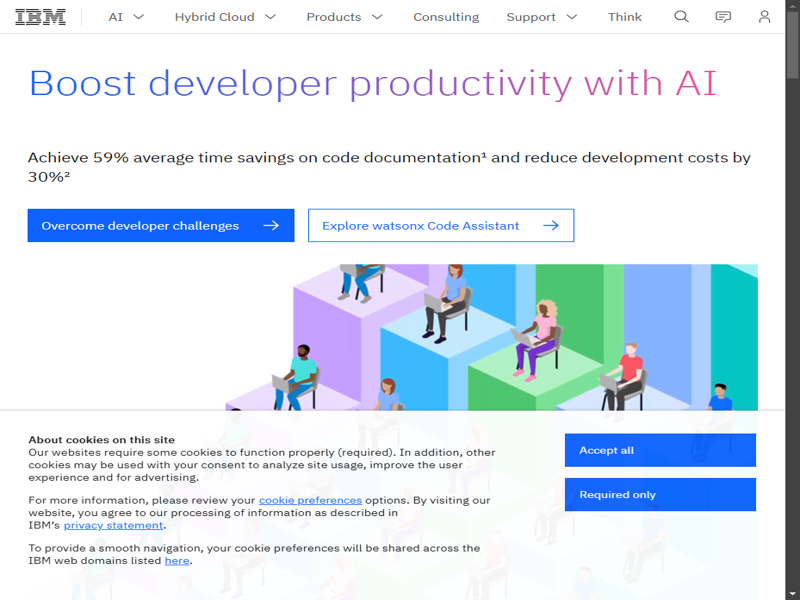 IBM
AI Hybrid Cloud Products Consulting Support Think
Boost developer productivity with AI
Achieve 59% average time savings on code documentation¹ and reduce development costs by
30%²
Overcome developer challenges
Explore watsonx Code Assistant
About cookies on this site
Our websites require some cookies to function properly (required). In addition, other
cookies may be used with your consent to analyze site usage, improve the user
experience and for advertising.
For more information, please review your cookie preferences options. By visiting our
website, you agree to our processing of information as described in
IBM's privacy statement.
To provide a smooth navigation, your cookie preferences will be shared across the
IBM web domains listed here.
Accept all
Required only